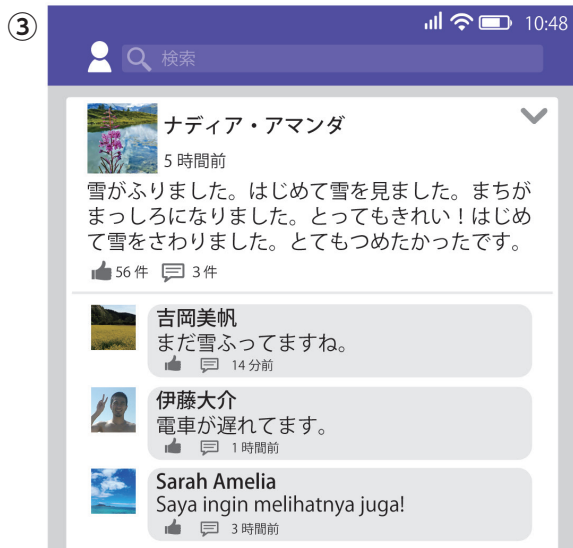 ③
10:48
検索
ナディア・アマンダ
5 時間前
雪がふりました。はじめて雪を見ました。まちが
まっしろになりました。とってもきれい！はじめ
て雪をさわりました。とてもつめたかったです。
56 件 3 件
吉岡美帆
まだ雪ふってますね。
14 分前
伊藤大介
電車が遅れてます。
1 時間前
Sarah Amelia
Saya ingin melihatnya juga!
3 時間前